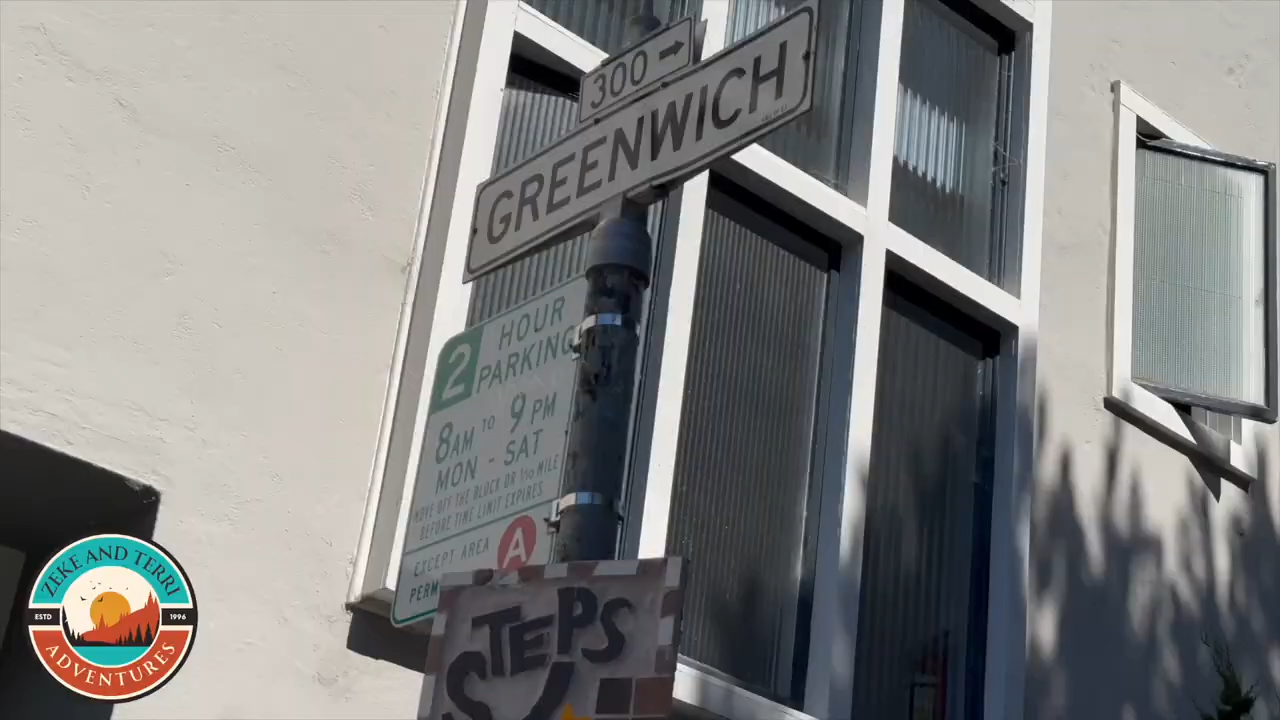 300 →
GREENWICH
2 HOUR
PARKING
8AM TO 9PM
MON - SAT
MOVE OFF THE BLOCK OR 1/10 MILE
BEFORE TIME LIMIT EXPIRES
EXCEPT AREA A
STEPS
ZEKE AND TERRI
ESTD 1996
ADVENTURES